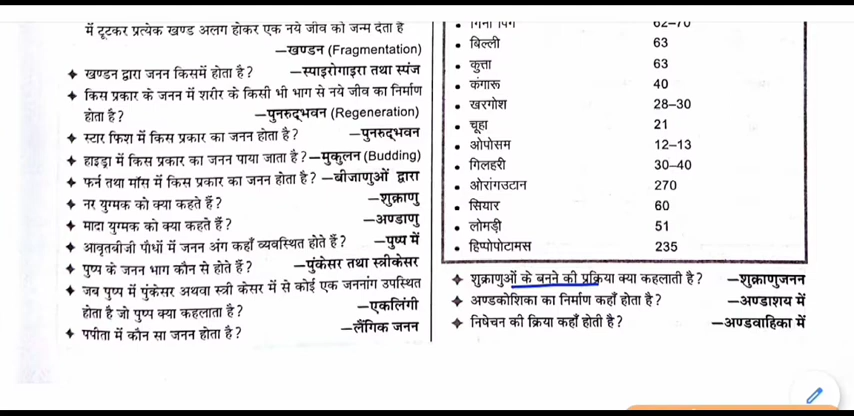 में टूटकर प्रत्येक खण्ड अलग होकर एक नये जीव को जन्म देता है
—खण्डन (Fragmentation)
✦ खण्डन द्वारा जनन किसमें होता है? —स्पाइरोगाइरा तथा स्पंज
✦ किस प्रकार के जनन में शरीर के किसी भी भाग से नये जीव का निर्माण
होता है? —पुनरुद्भवन (Regeneration)
✦ स्टार फिश में किस प्रकार का जनन होता है? —पुनरुद्भवन
✦ हाइड्रा में किस प्रकार का जनन पाया जाता है?—मुकुलन (Budding)
✦ फर्न तथा मॉस में किस प्रकार का जनन होता है? —बीजाणुओं द्वारा
✦ नर युग्मक को क्या कहते हैं? —शुक्राणु
✦ मादा युग्मक को क्या कहते हैं? —अण्डाणु
✦ आवृतबीजी पौधों में जनन अंग कहाँ व्यवस्थित होते हैं? —पुष्प में
✦ पुष्प के जनन भाग कौन से होते हैं? —पुंकेसर तथा स्त्रीकेसर
✦ जब पुष्प में पुंकेसर अथवा स्त्री केसर में से कोई एक जननांग उपस्थित
होता है जो पुष्प क्या कहलाता है? —एकलिंगी
✦ पपीता में कौन सा जनन होता है? —लैंगिक जनन
• गिनी पिग 62–70
• बिल्ली 63
• कुत्ता 63
• कंगारू 40
• खरगोश 28–30
• चूहा 21
• ओपोसम 12–13
• गिलहरी 30–40
• ओरांगउटान 270
• सियार 60
• लोमड़ी 51
• हिप्पोपोटामस 235
✦ शुक्राणुओं के बनने की प्रक्रिया क्या कहलाती है? —शुक्राणुजनन
✦ अण्डकोशिका का निर्माण कहाँ होता है? —अण्डाशय में
✦ निषेचन की क्रिया कहाँ होती है? —अण्डवाहिका में